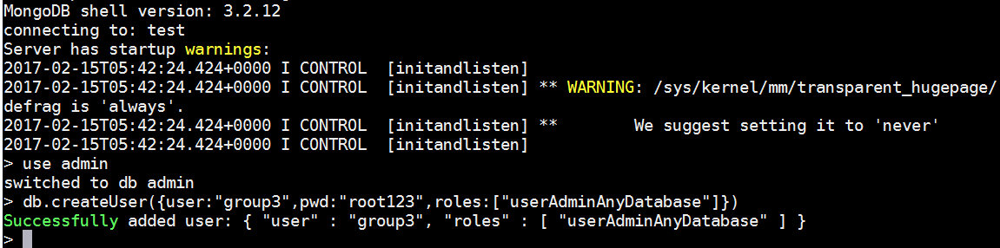 MongoDB shell version: 3.2.12
connecting to: test
Server has startup warnings:
2017-02-15T05:42:24.424+0000 I CONTROL  [initandlisten]
2017-02-15T05:42:24.424+0000 I CONTROL  [initandlisten] ** WARNING: /sys/kernel/mm/transparent_hugepage/
defrag is 'always'.
2017-02-15T05:42:24.424+0000 I CONTROL  [initandlisten] **        We suggest setting it to 'never'
2017-02-15T05:42:24.424+0000 I CONTROL  [initandlisten]
> use admin
switched to db admin
> db.createUser({user:"group3",pwd:"root123",roles:["userAdminAnyDatabase"]})
Successfully added user: { "user" : "group3", "roles" : [ "userAdminAnyDatabase" ] }
>